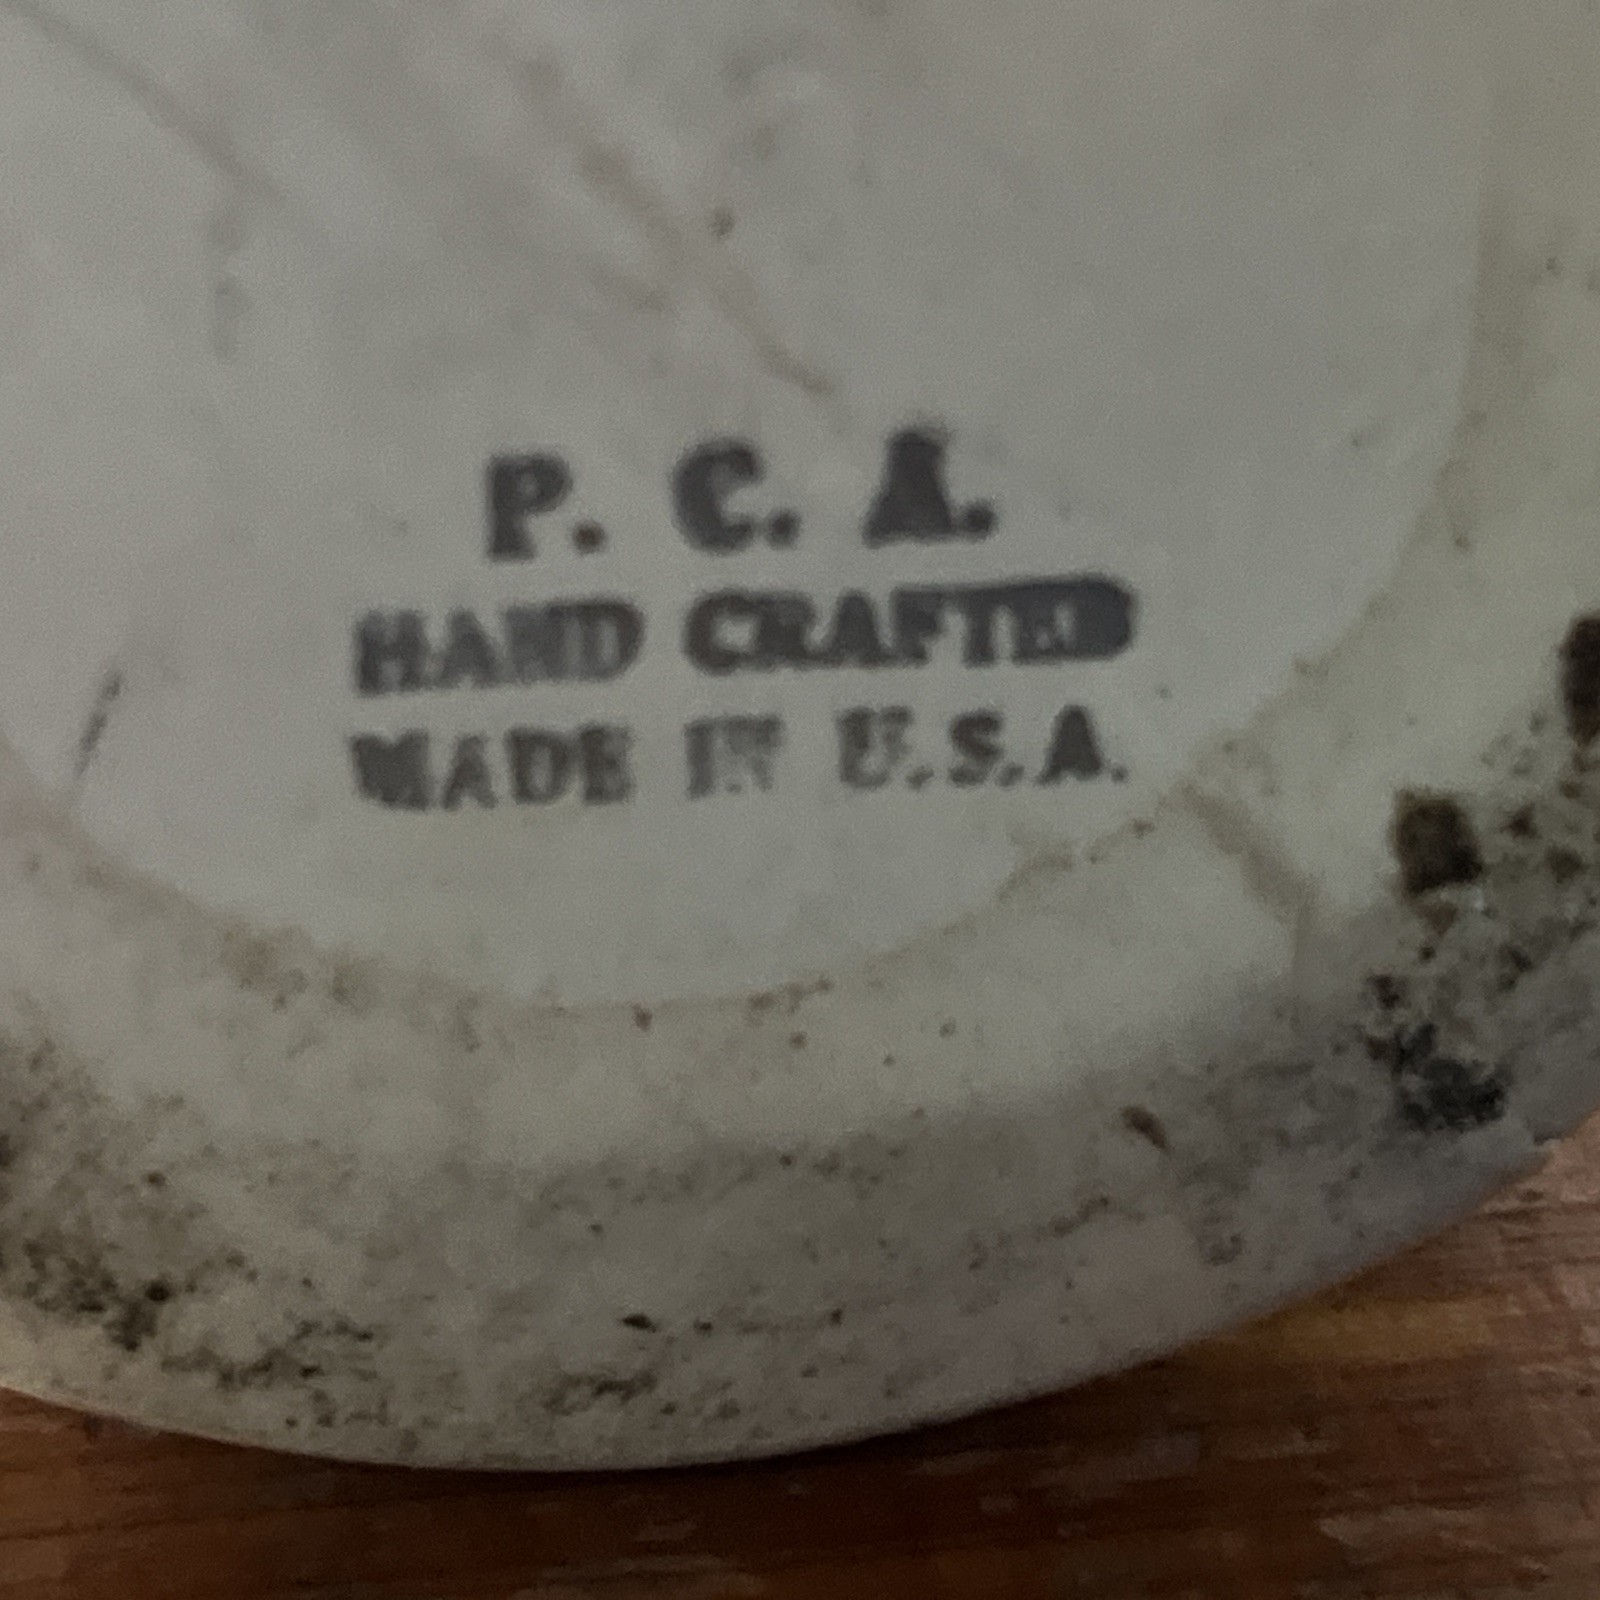 P. C. A.
HAND CRAFTED
MADE IN U.S.A.